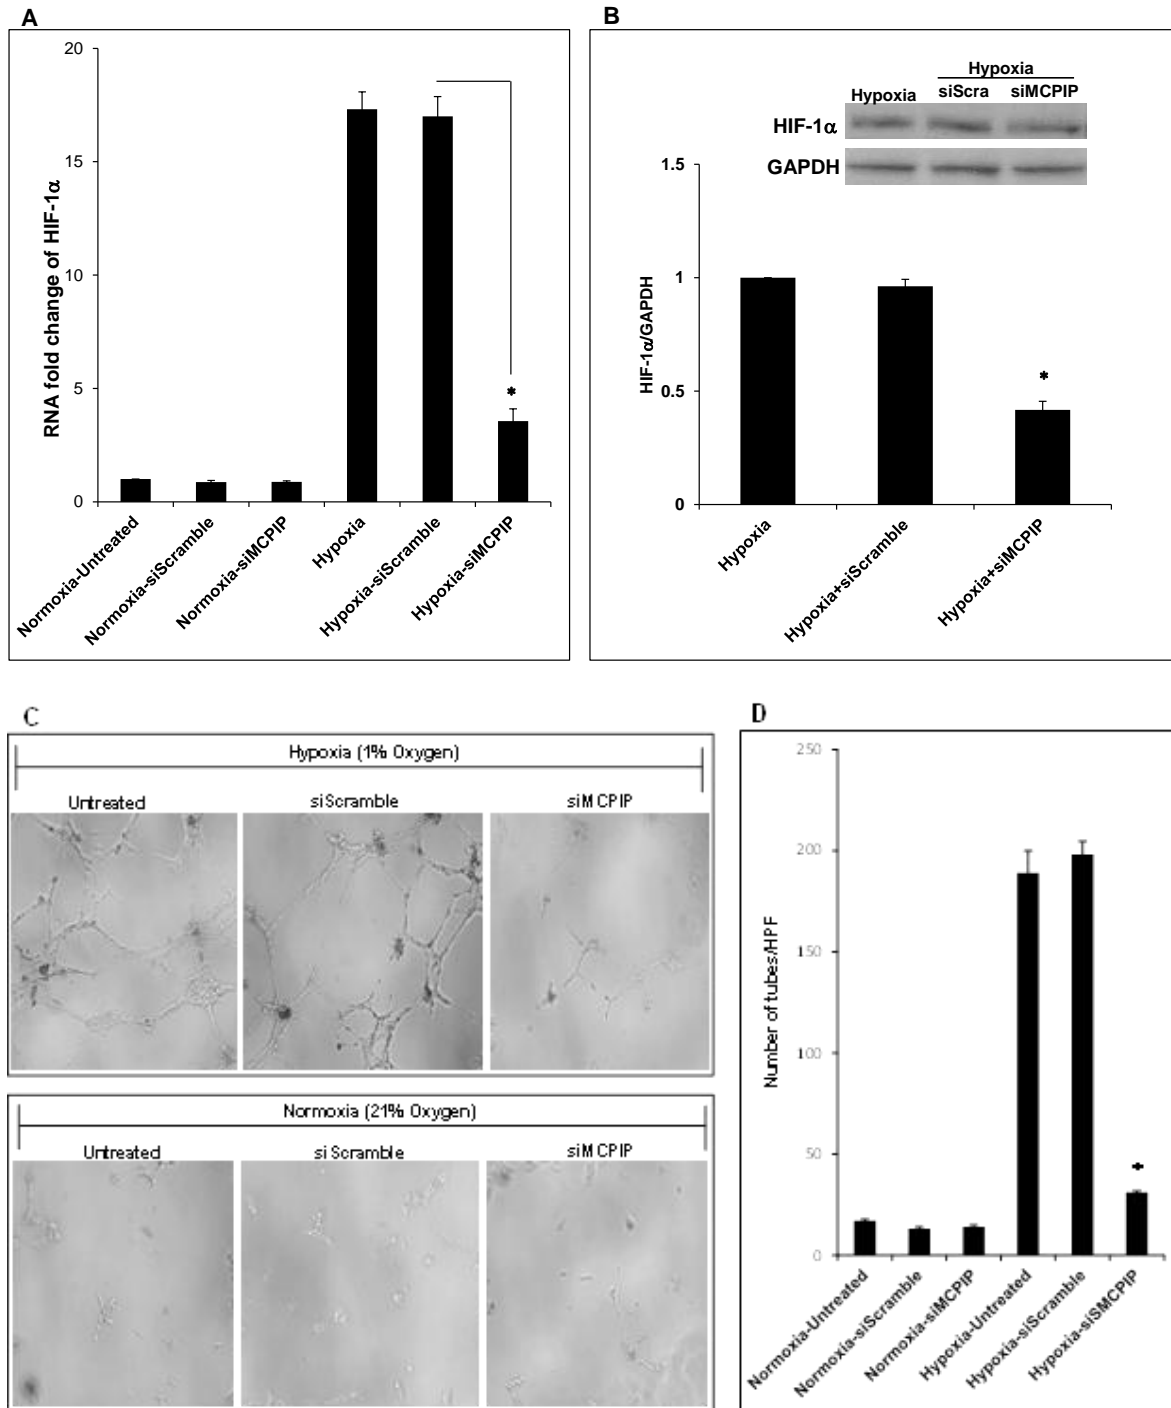 A
20
15
10
5
0
RNA fold change of HIF-1α
*
Normoxia-Untreated
Normoxia-siScramble
Normoxia-siMCPIP
Hypoxia
Hypoxia-siScramble
Hypoxia-siMCPIP
B
Hypoxia
Hypoxia siScra siMCPIP
HIF-1α
GAPDH
1.5
1
0.5
0
HIF-1α/GAPDH
*
Hypoxia
Hypoxia+siScramble
Hypoxia+siMCPIP
C
Hypoxia (1% Oxygen)
Untreated siScramble siMCPIP
Normoxia (21% Oxygen)
Untreated siScramble siMCPIP
D
250
200
150
100
50
0
Number of tubes/HPF
*
Normoxia-Untreated
Normoxia-siScramble
Normoxia-siMCPIP
Hypoxia-Untreated
Hypoxia-siScramble
Hypoxia-siSMCPIP